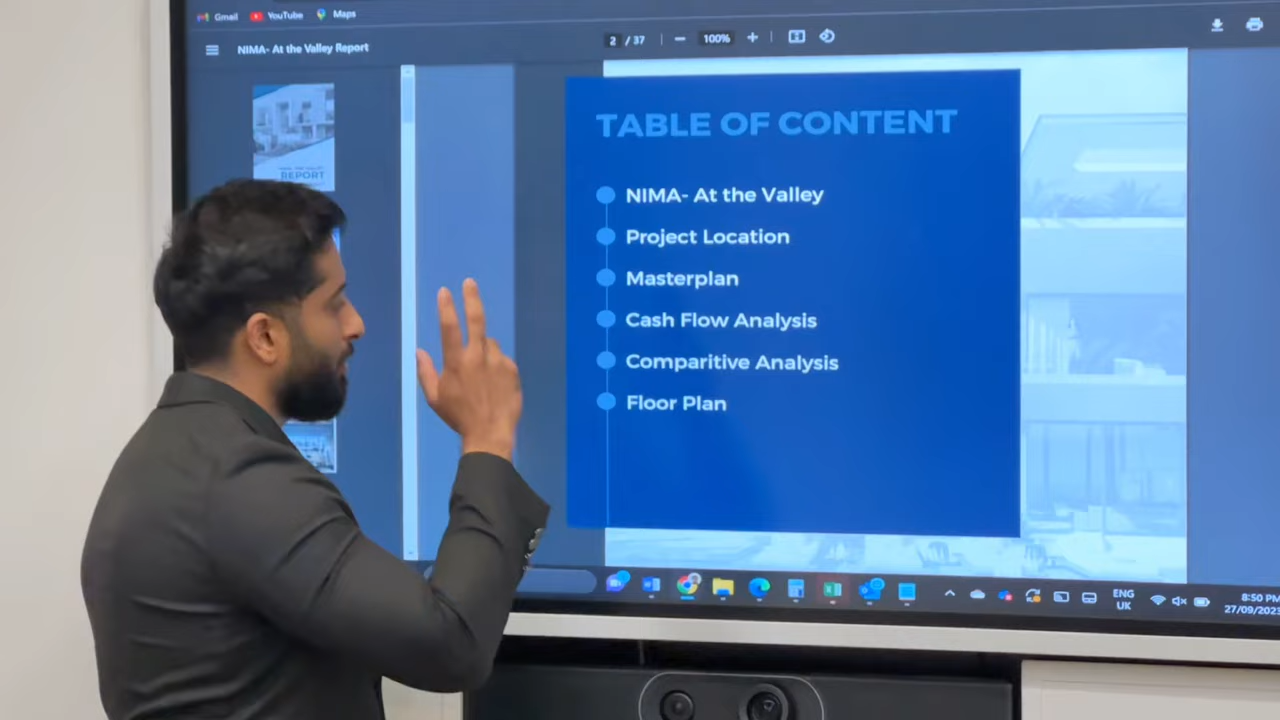 Gmail YouTube Maps
NIMA- At the Valley Report
2 / 37 100%
REPORT
TABLE OF CONTENT
NIMA- At the Valley
Project Location
Masterplan
Cash Flow Analysis
Comparitive Analysis
Floor Plan
ENG
UK
8:50 PM
27/09/2023